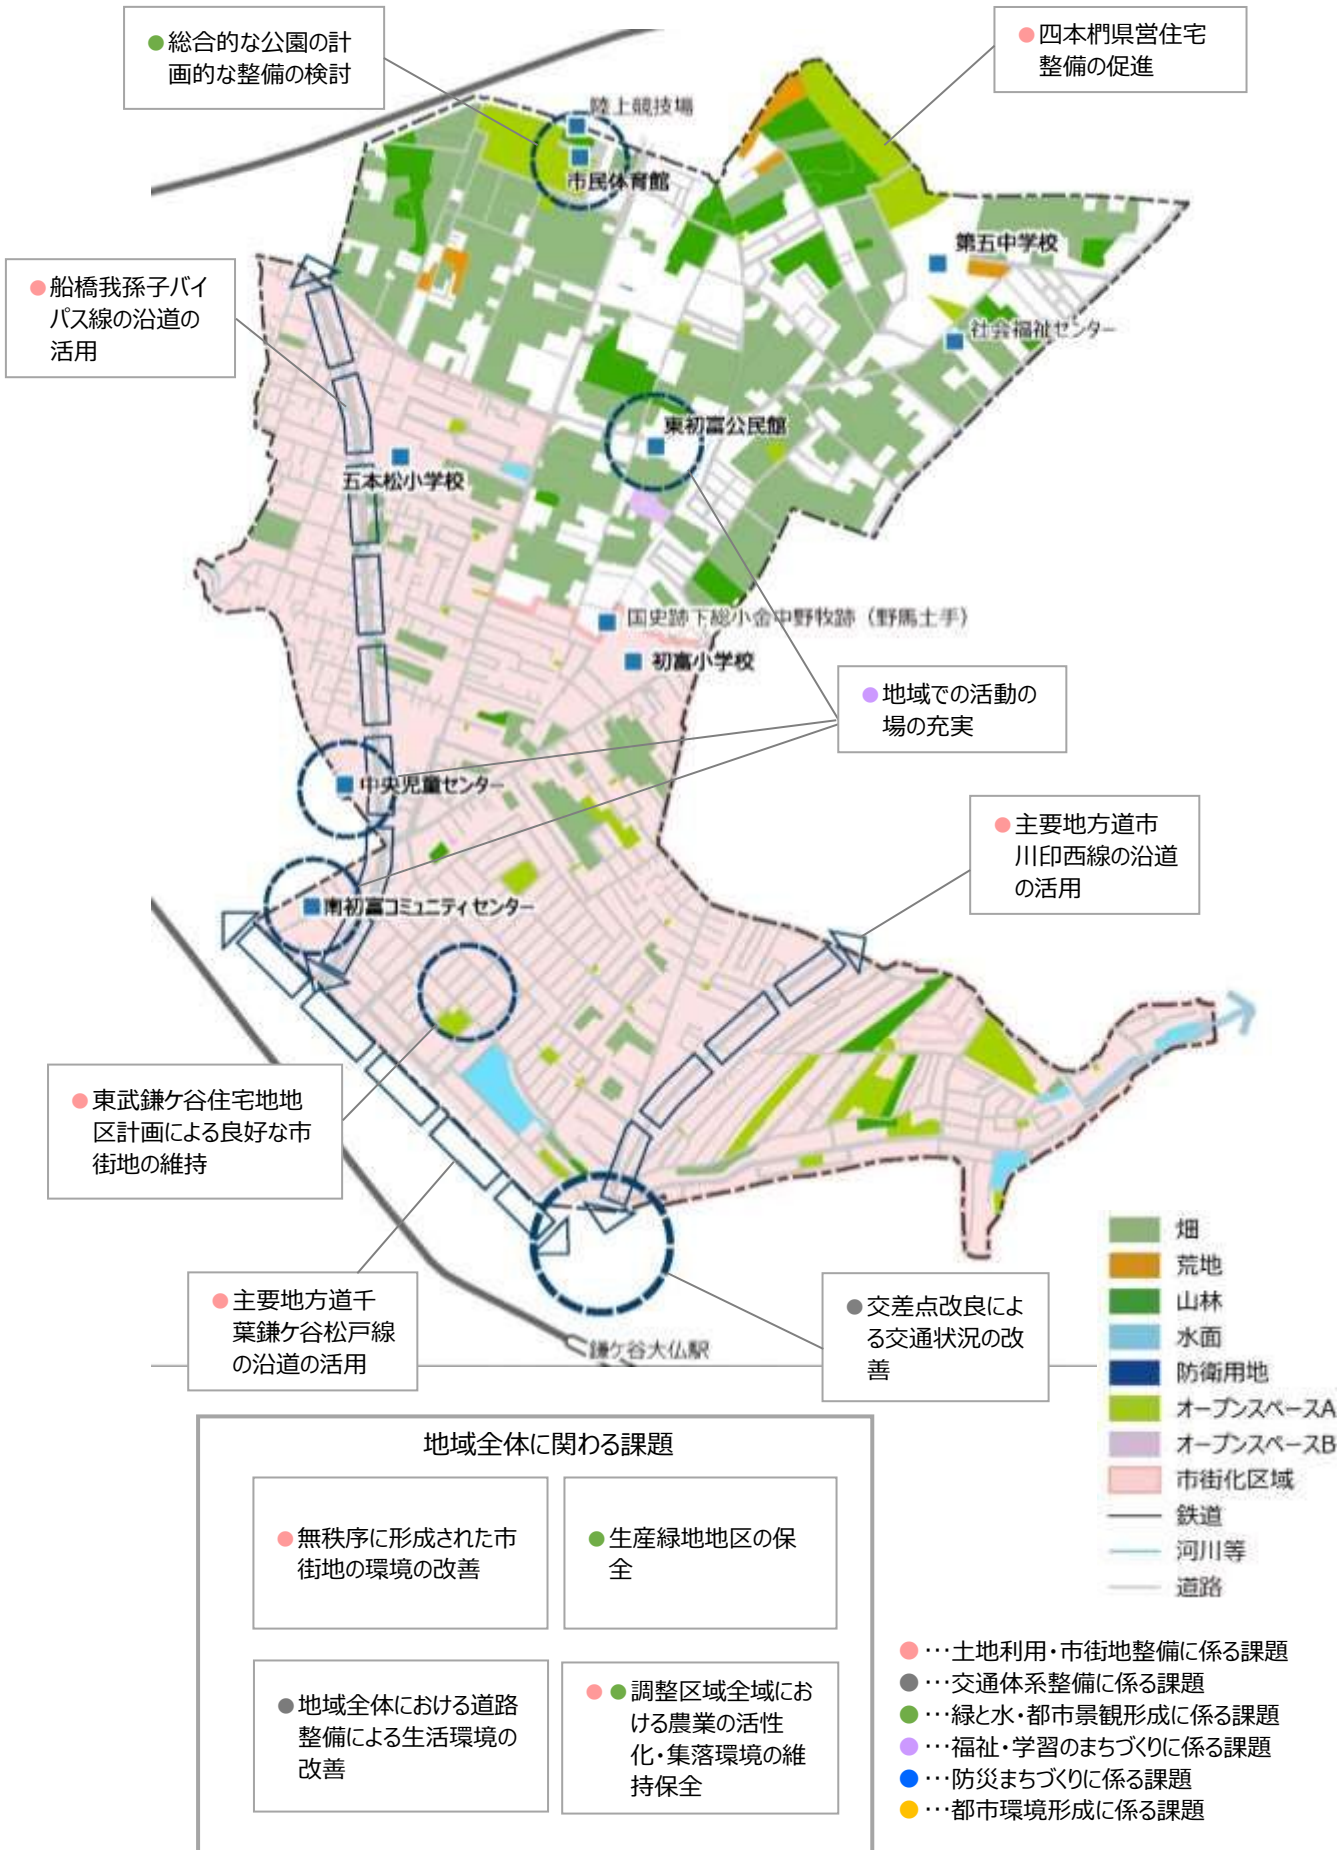 ●総合的な公園の計
画的な整備の検討
●四本椚県営住宅
整備の促進
陸上競技場
市民体育館
第五中学校
●船橋我孫子バイ
パス線の沿道の
活用
社会福祉センター
東初富公民館
五本松小学校
国史跡下総小金中野牧跡（野馬土手）
初富小学校
●地域での活動の
場の充実
中央児童センター
●主要地方道市
川印西線の沿道
の活用
南初富コミュニティセンター
●東武鎌ケ谷住宅地地
区計画による良好な市
街地の維持
●主要地方道千
葉鎌ケ谷松戸線
の沿道の活用
●交差点改良によ
る交通状況の改
善
鎌ケ谷大仏駅
畑
荒地
山林
水面
防衛用地
オープンスペースA
オープンスペースB
市街化区域
鉄道
河川等
道路
地域全体に関わる課題
●無秩序に形成された市
街地の環境の改善
●生産緑地地区の保
全
●地域全体における道路
整備による生活環境の
改善
●●調整区域全域にお
ける農業の活性
化・集落環境の維
持保全
●…土地利用・市街地整備に係る課題
●…交通体系整備に係る課題
●…緑と水・都市景観形成に係る課題
●…福祉・学習のまちづくりに係る課題
●…防災まちづくりに係る課題
●…都市環境形成に係る課題